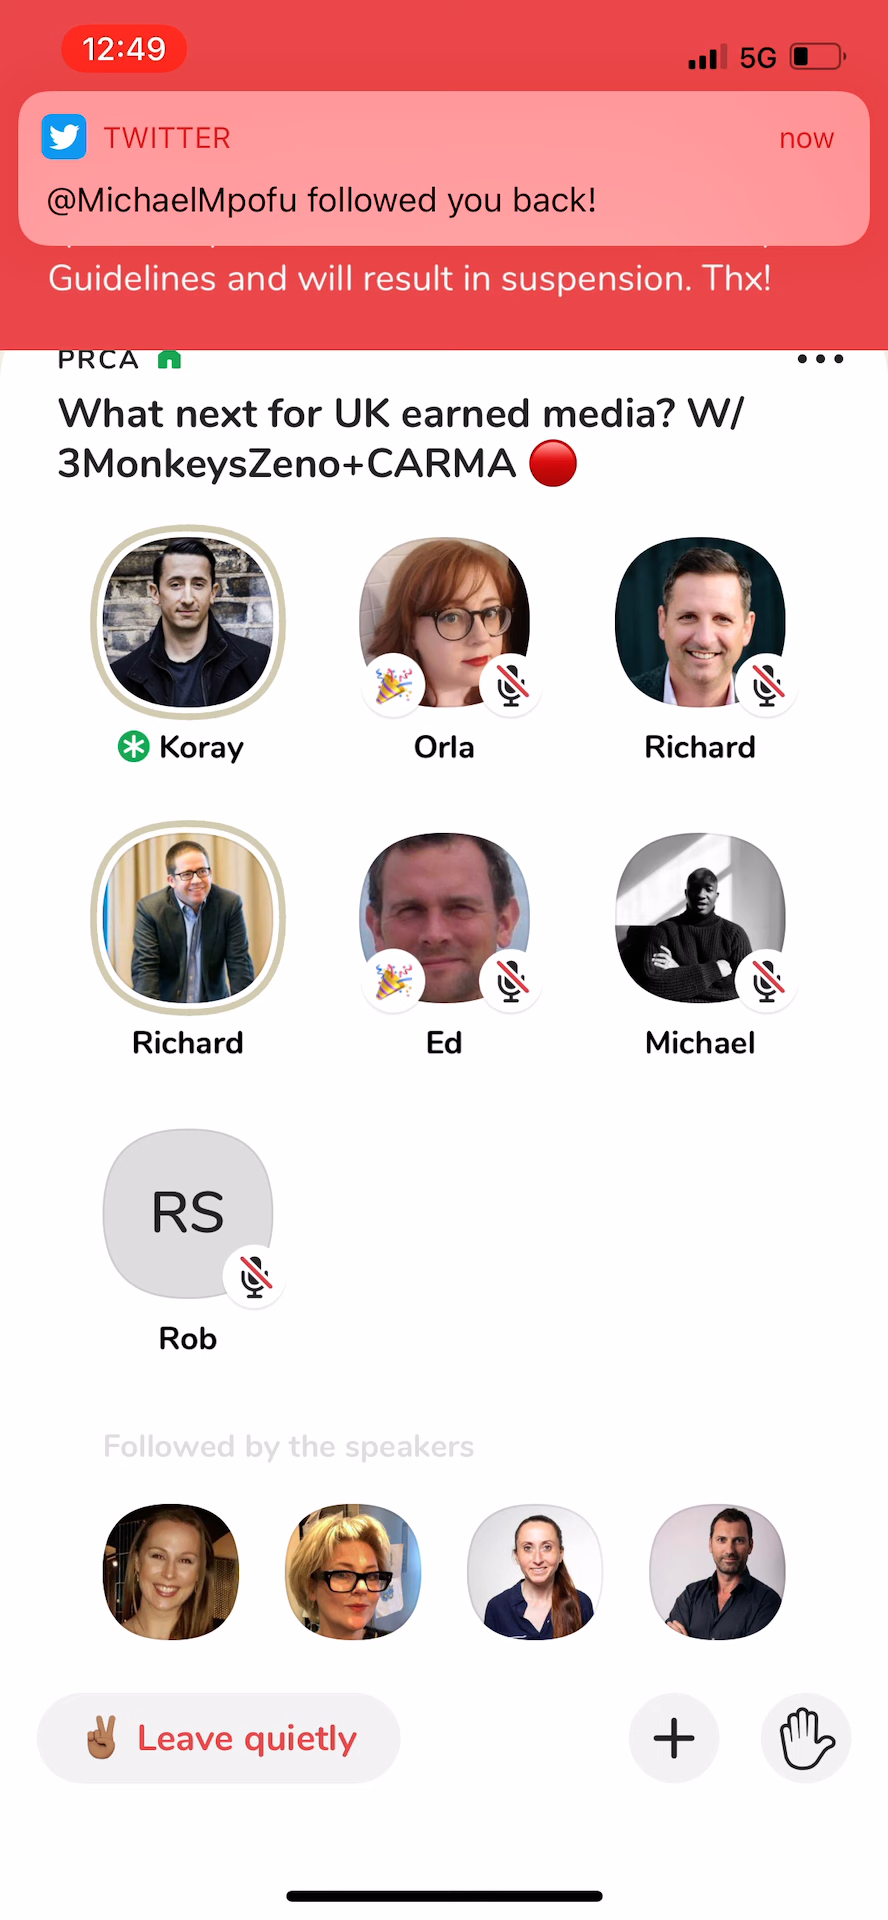 12:49
5G
TWITTER
now
@MichaelMpofu followed you back!
Guidelines and will result in suspension. Thx!
PRCA
What next for UK earned media? W/
3MonkeysZeno+CARMA
Koray
Orla
Richard
Richard
Ed
Michael
RS
Rob
Followed by the speakers
Leave quietly